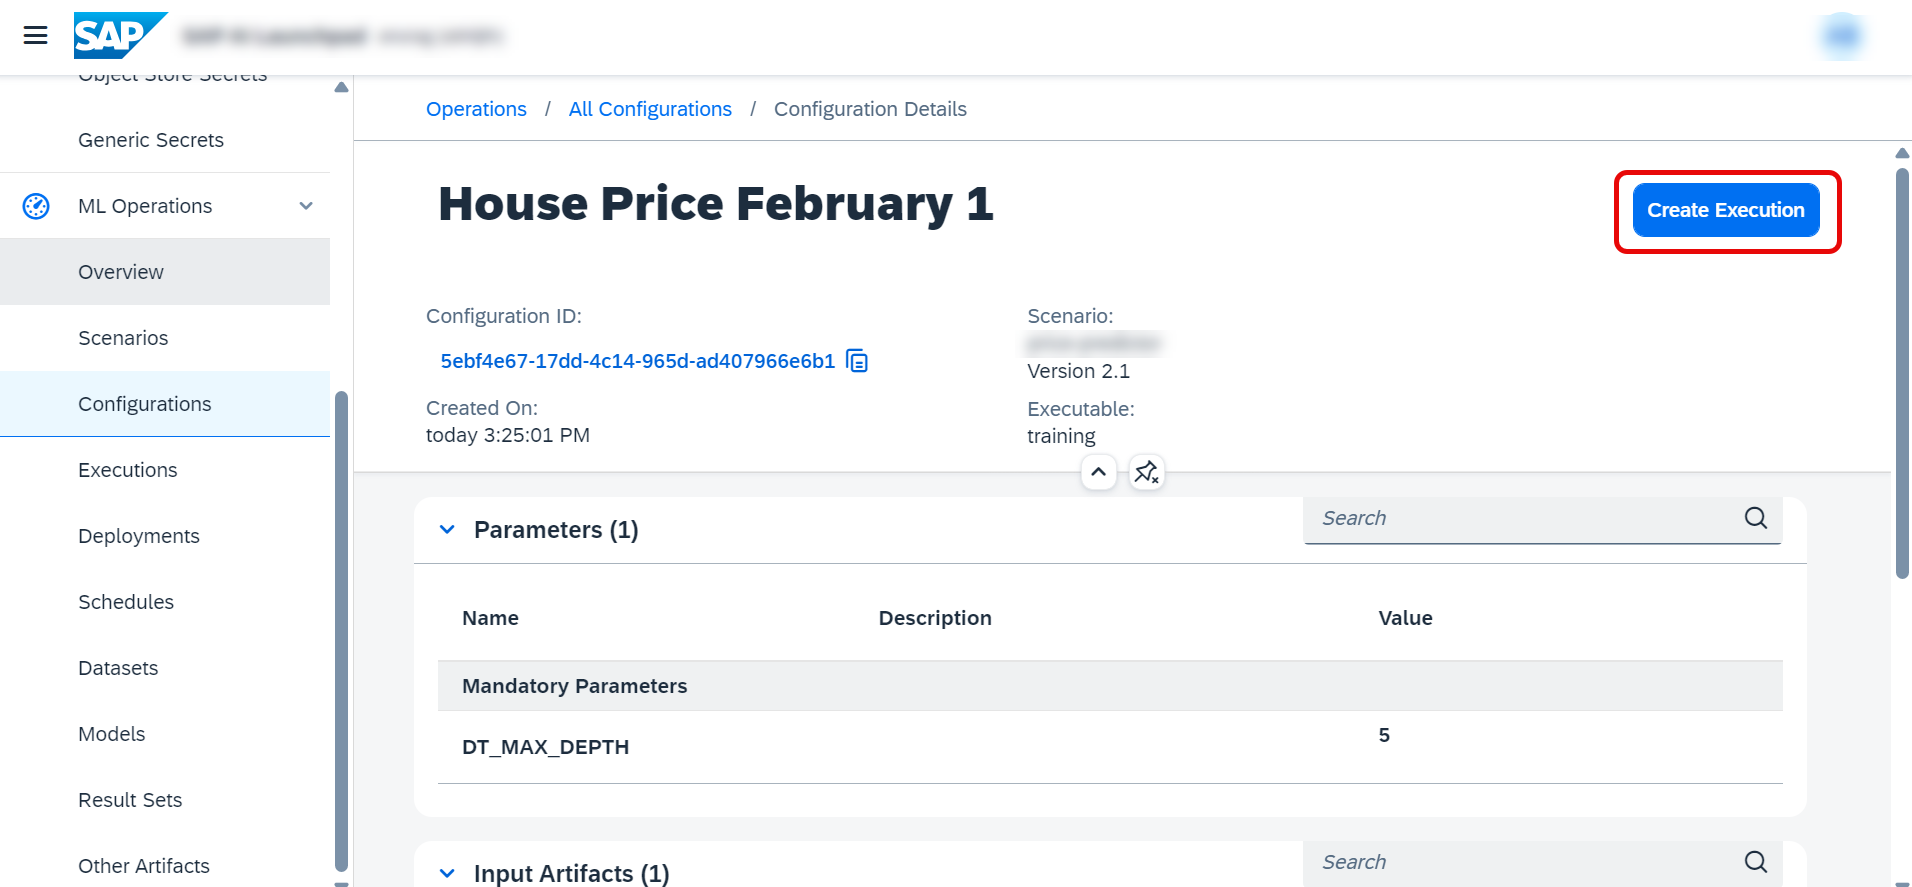 SAP
Object Store Secrets
Generic Secrets
ML Operations
Overview
Scenarios
Configurations
Executions
Deployments
Schedules
Datasets
Models
Result Sets
Other Artifacts
Operations / All Configurations / Configuration Details
House Price February 1
Create Execution
Configuration ID:
5ebf4e67-17dd-4c14-965d-ad407966e6b1
Created On:
today 3:25:01 PM
Scenario:
Version 2.1
Executable:
training
Parameters (1)
Search
Name Description Value
Mandatory Parameters
DT_MAX_DEPTH 5
Input Artifacts (1)
Search